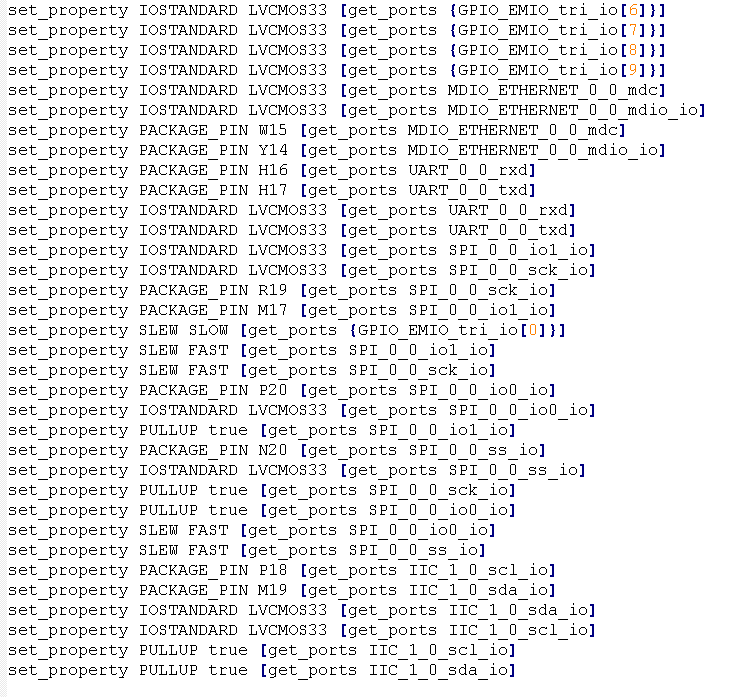 set_property IOSTANDARD LVCMOS33 [get_ports {GPIO_EMIO_tri_io[6]}]
set_property IOSTANDARD LVCMOS33 [get_ports {GPIO_EMIO_tri_io[7]}]
set_property IOSTANDARD LVCMOS33 [get_ports {GPIO_EMIO_tri_io[8]}]
set_property IOSTANDARD LVCMOS33 [get_ports {GPIO_EMIO_tri_io[9]}]
set_property IOSTANDARD LVCMOS33 [get_ports MDIO_ETHERNET_0_0_mdc]
set_property IOSTANDARD LVCMOS33 [get_ports MDIO_ETHERNET_0_0_mdio_io]
set_property PACKAGE_PIN W15 [get_ports MDIO_ETHERNET_0_0_mdc]
set_property PACKAGE_PIN Y14 [get_ports MDIO_ETHERNET_0_0_mdio_io]
set_property PACKAGE_PIN H16 [get_ports UART_0_0_rxd]
set_property PACKAGE_PIN H17 [get_ports UART_0_0_txd]
set_property IOSTANDARD LVCMOS33 [get_ports UART_0_0_rxd]
set_property IOSTANDARD LVCMOS33 [get_ports UART_0_0_txd]
set_property IOSTANDARD LVCMOS33 [get_ports SPI_0_0_io1_io]
set_property IOSTANDARD LVCMOS33 [get_ports SPI_0_0_sck_io]
set_property PACKAGE_PIN R19 [get_ports SPI_0_0_sck_io]
set_property PACKAGE_PIN M17 [get_ports SPI_0_0_io1_io]
set_property SLEW SLOW [get_ports {GPIO_EMIO_tri_io[0]}]
set_property SLEW FAST [get_ports SPI_0_0_io1_io]
set_property SLEW FAST [get_ports SPI_0_0_sck_io]
set_property PACKAGE_PIN P20 [get_ports SPI_0_0_io0_io]
set_property IOSTANDARD LVCMOS33 [get_ports SPI_0_0_io0_io]
set_property PULLUP true [get_ports SPI_0_0_io1_io]
set_property PACKAGE_PIN N20 [get_ports SPI_0_0_ss_io]
set_property IOSTANDARD LVCMOS33 [get_ports SPI_0_0_ss_io]
set_property PULLUP true [get_ports SPI_0_0_sck_io]
set_property PULLUP true [get_ports SPI_0_0_io0_io]
set_property SLEW FAST [get_ports SPI_0_0_io0_io]
set_property SLEW FAST [get_ports SPI_0_0_ss_io]
set_property PACKAGE_PIN P18 [get_ports IIC_1_0_scl_io]
set_property PACKAGE_PIN M19 [get_ports IIC_1_0_sda_io]
set_property IOSTANDARD LVCMOS33 [get_ports IIC_1_0_sda_io]
set_property IOSTANDARD LVCMOS33 [get_ports IIC_1_0_scl_io]
set_property PULLUP true [get_ports IIC_1_0_scl_io]
set_property PULLUP true [get_ports IIC_1_0_sda_io]